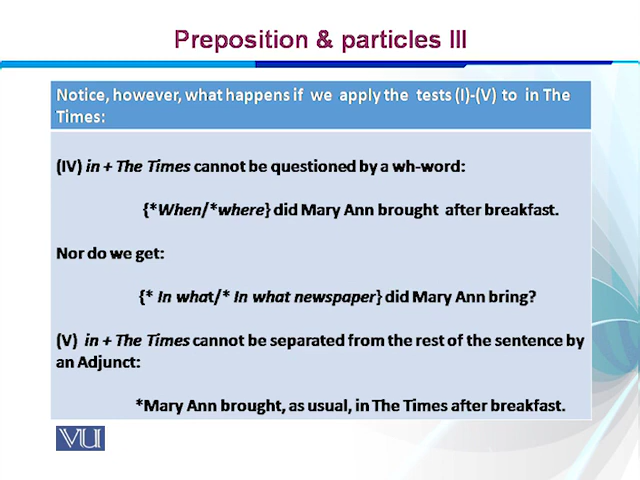 Preposition & particles III
Notice, however, what happens if we apply the tests (I)-(V) to in The
Times:
(IV) in + The Times cannot be questioned by a wh-word:
{*When/*where} did Mary Ann brought after breakfast.
Nor do we get:
{* In what/* In what newspaper} did Mary Ann bring?
(V) in + The Times cannot be separated from the rest of the sentence by
an Adjunct:
*Mary Ann brought, as usual, in The Times after breakfast.
VU